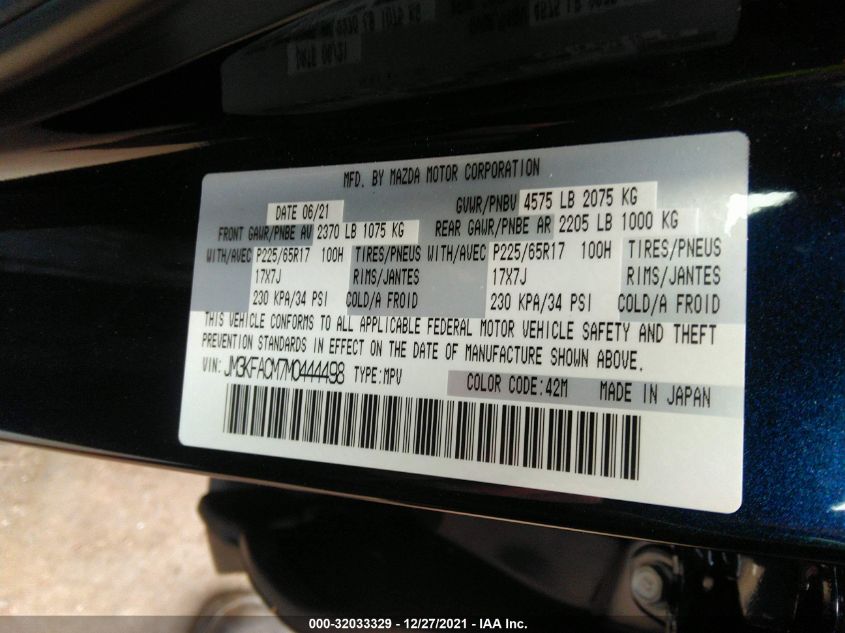 MFD. BY MAZDA MOTOR CORPORATION
DATE 06/21 GVWR/PNBV 4575 LB 2075 KG
FRONT GAWR/PNBE AV 2370 LB 1075 KG REAR GAWR/PNBE AR 2205 LB 1000 KG
WITH/AVEC P225/65R17 100H TIRES/PNEUS WITH/AVEC P225/65R17 100H TIRES/PNEUS
17X7J RIMS/JANTES 17X7J RIMS/JANTES
230 KPA/34 PSI COLD/A FROID 230 KPA/34 PSI COLD/A FROID
THIS VEHICLE CONFORMS TO ALL APPLICABLE FEDERAL MOTOR VEHICLE SAFETY AND THEFT
PREVENTION STANDARDS IN EFFECT ON THE DATE OF MANUFACTURE SHOWN ABOVE.
VIN: JM3KFACM7M0444498 TYPE:MPV
COLOR CODE:42M MADE IN JAPAN
000-32033329 - 12/27/2021 - IAA Inc.